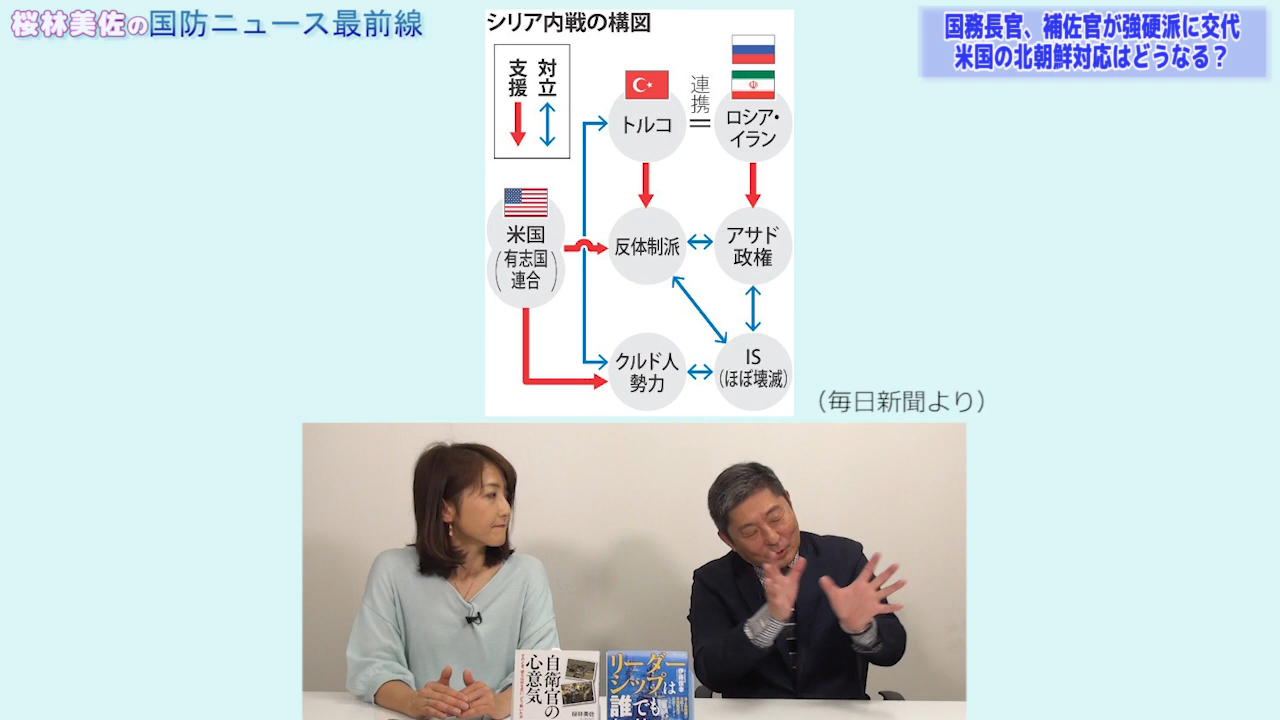 桜林美佐の国防ニュース最前線
国務長官、補佐官が強硬派に交代
米国の北朝鮮対応はどうなる？
シリア内戦の構図
支援
対立
トルコ
連携
ロシア・
イラン
米国
(有志国
連合)
反体制派
アサド
政権
クルド人
勢力
IS
(ほぼ壊滅)
（毎日新聞より）
自衛官の
心意気
桜林美佐
リーダー
シップは
誰でも